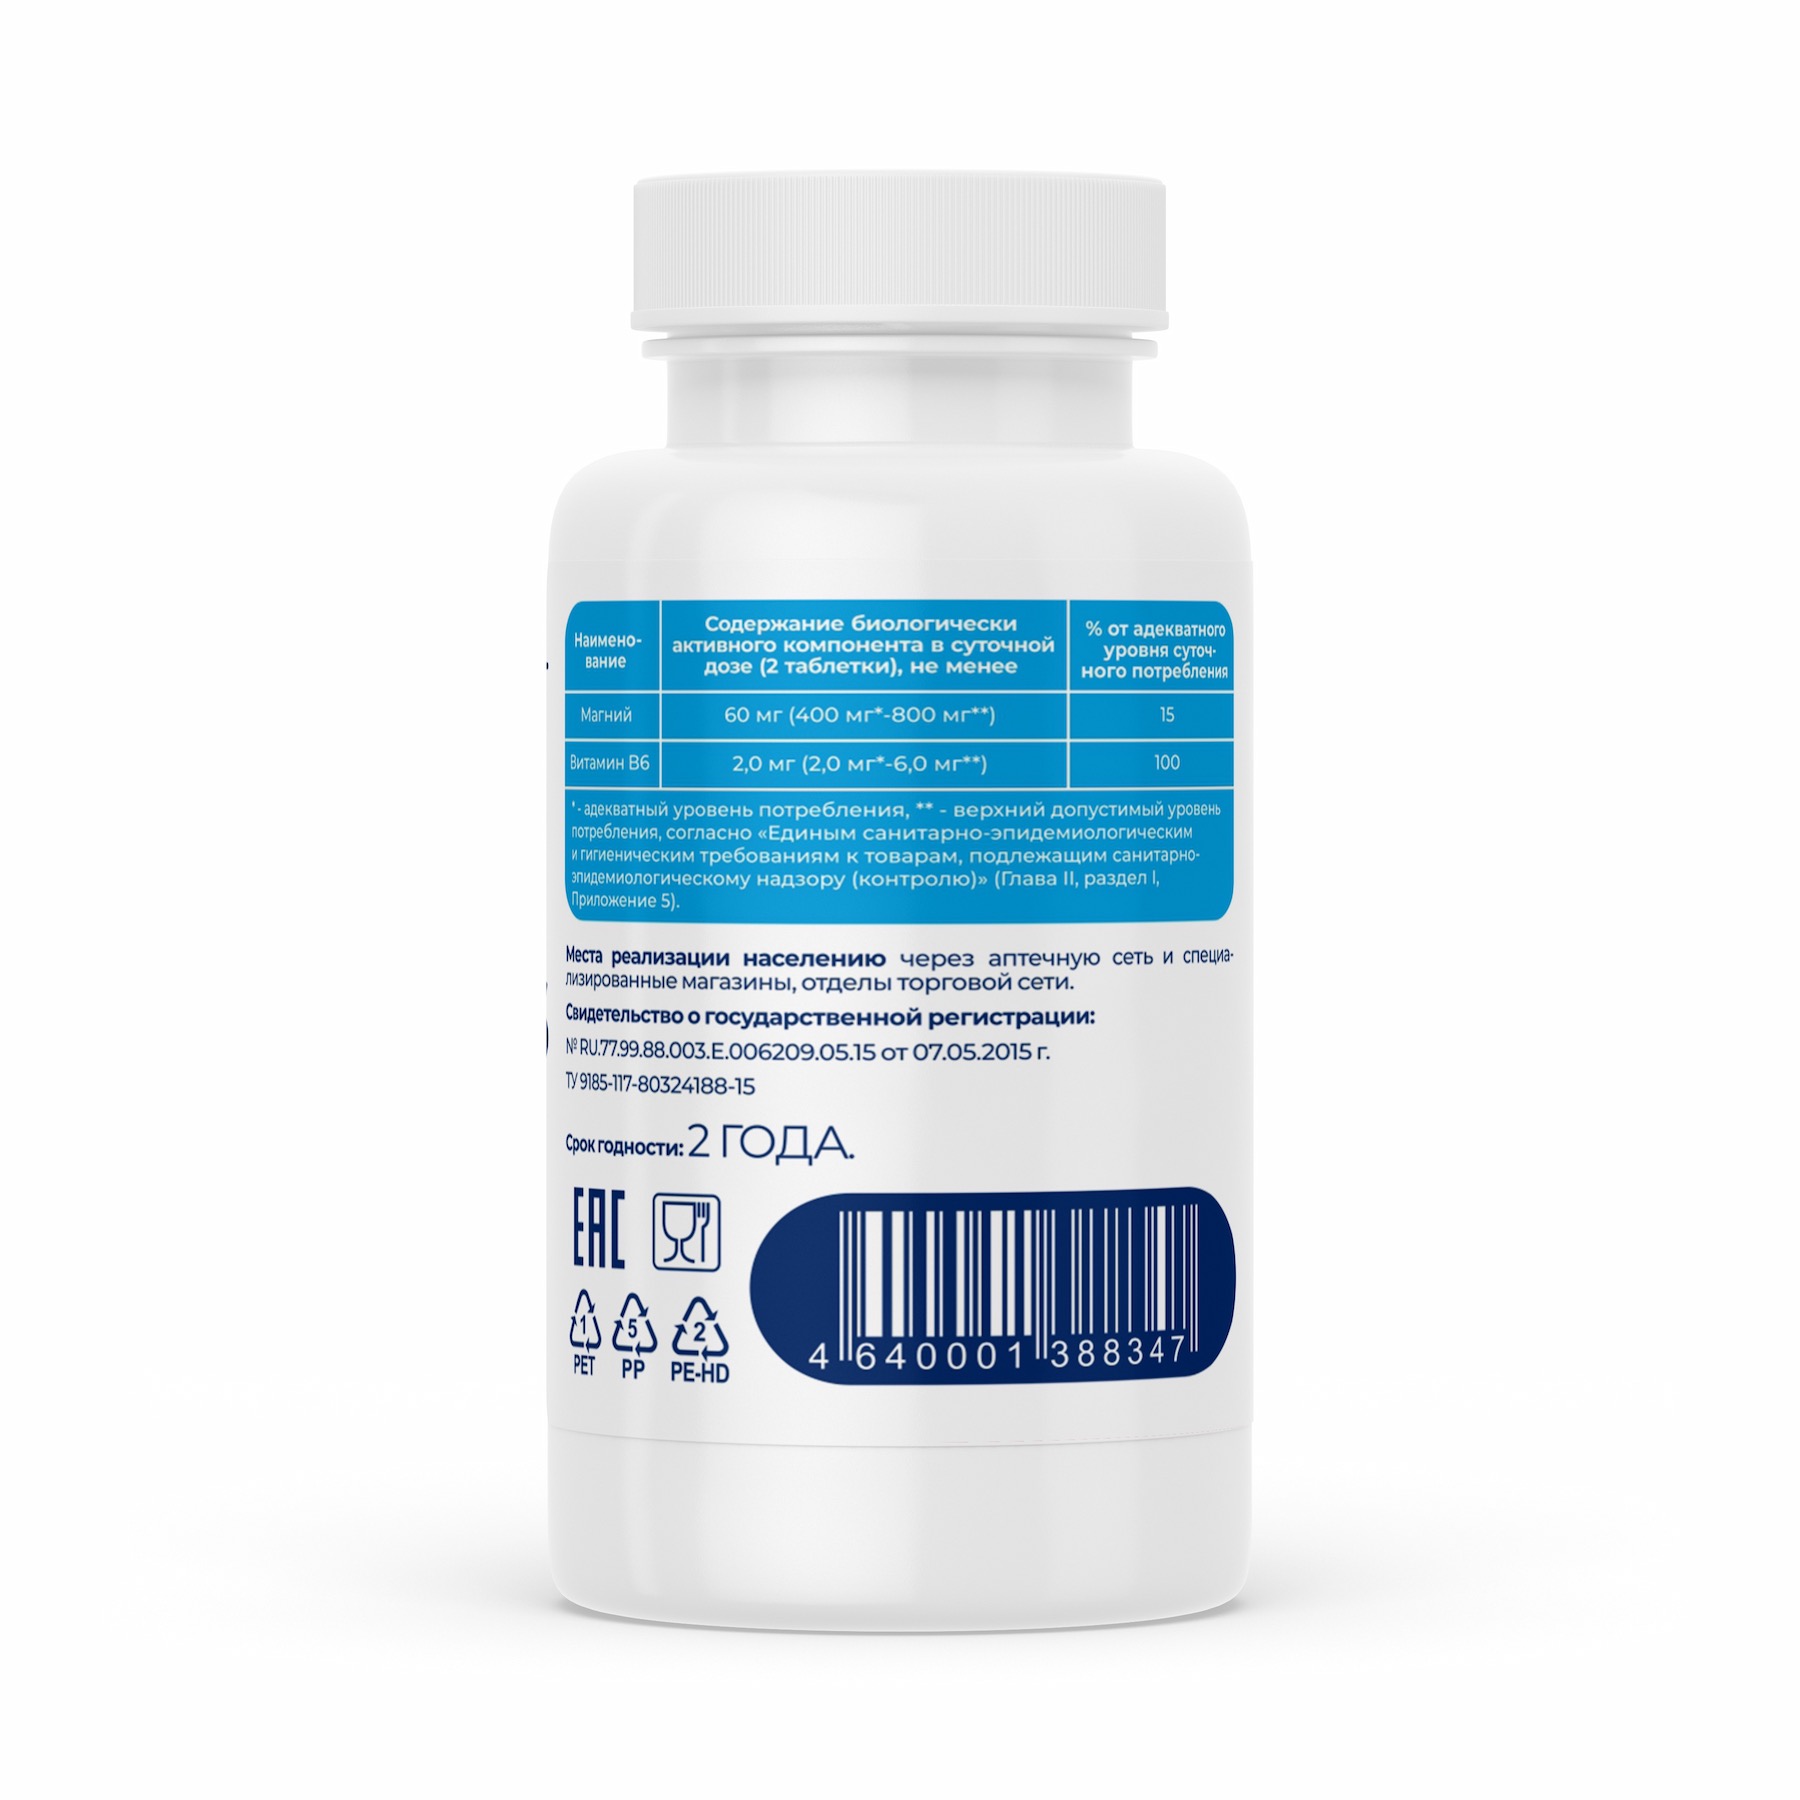 Наимено-
вание
Содержание биологически
активного компонента в суточной
дозе (2 таблетки), не менее
% от адекватного
уровня суточ-
ного потребления
Магний 60 мг (400 мг*-800 мг**) 15
Витамин В6 2,0 мг (2,0 мг*-6,0 мг**) 100
* - адекватный уровень потребления, ** - верхний допустимый уровень
потребления, согласно «Единым санитарно-эпидемиологическим
и гигиеническим требованиям к товарам, подлежащим санитарно-
эпидемиологическому надзору (контролю)» (Глава II, раздел I,
Приложение 5).
Места реализации населению через аптечную сеть и специа-
лизированные магазины, отделы торговой сети.
Свидетельство о государственной регистрации:
№ RU.77.99.88.003.Е.006209.05.15 от 07.05.2015 г.
ТУ 9185-117-80324188-15
Срок годности: 2 ГОДА.
ЕАС
1 5 2
PET PP PE-HD
4 640001 388347